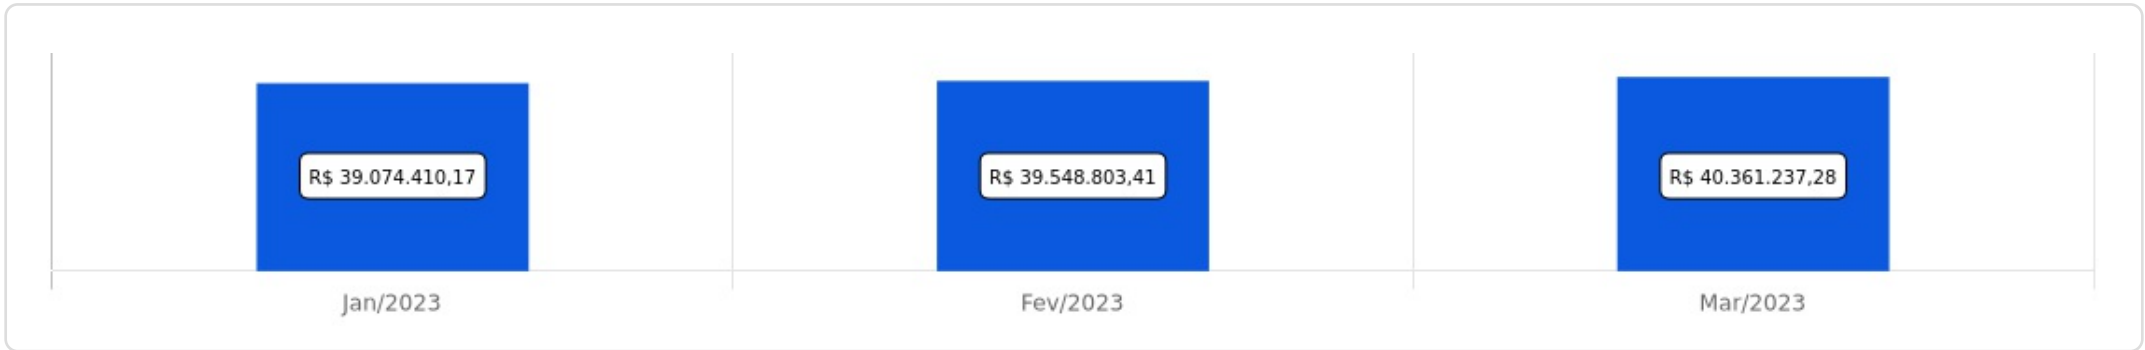 R$ 39.074.410,17
R$ 39.548.803,41
R$ 40.361.237,28
Jan/2023
Fev/2023
Mar/2023